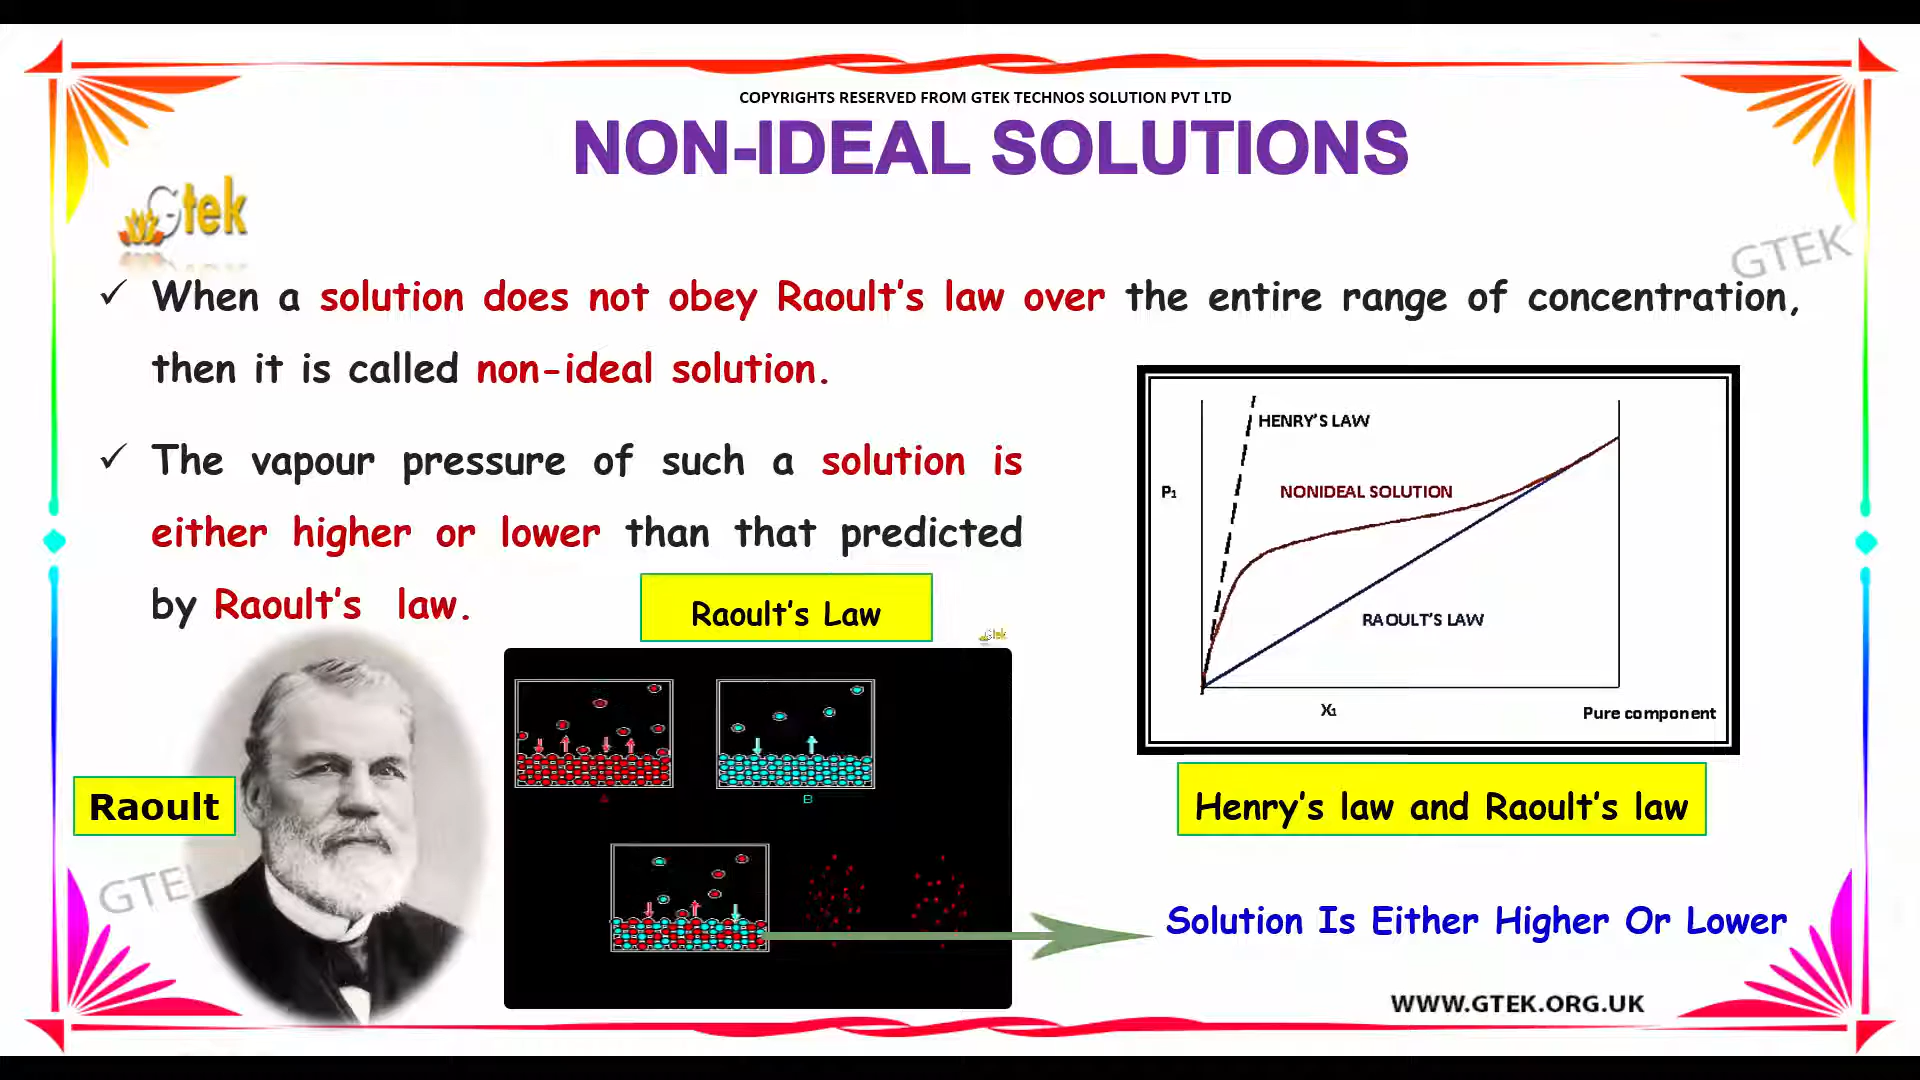 COPYRIGHTS RESERVED FROM GTEK TECHNOS SOLUTION PVT LTD
NON-IDEAL SOLUTIONS
Gtek
GTEK
✓ When a solution does not obey Raoult's law over the entire range of concentration,
then it is called non-ideal solution.
✓ The vapour pressure of such a solution is
either higher or lower than that predicted
by Raoult's law.
HENRY'S LAW
P₁
NONIDEAL SOLUTION
RAOULT'S LAW
X₁
Pure component
Raoult's Law
Gtek
A
B
Raoult
Henry's law and Raoult's law
GTEK
Solution Is Either Higher Or Lower
WWW.GTEK.ORG.UK